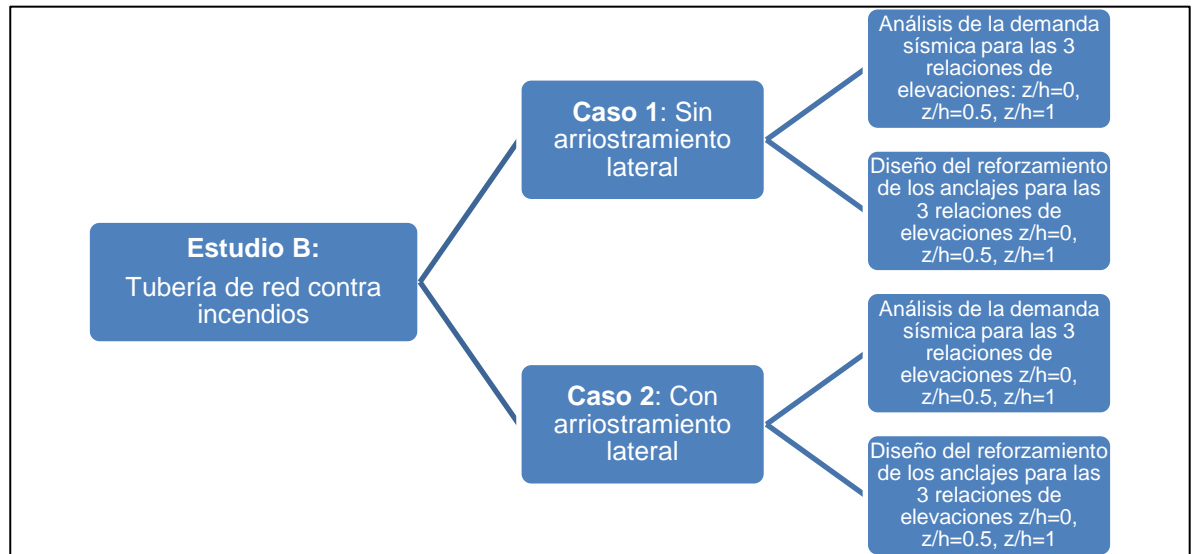 Estudio B:
Tubería de red contra
incendios
Caso 1: Sin
arriostramiento
lateral
Análisis de la demanda
sísmica para las 3
relaciones de
elevaciones: z/h=0,
z/h=0.5, z/h=1
Diseño del reforzamiento
de los anclajes para las
3 relaciones de
elevaciones z/h=0,
z/h=0.5, z/h=1
Caso 2: Con
arriostramiento
lateral
Análisis de la demanda
sísmica para las 3
relaciones de
elevaciones z/h=0,
z/h=0.5, z/h=1
Diseño del reforzamiento
de los anclajes para las
3 relaciones de
elevaciones z/h=0,
z/h=0.5, z/h=1